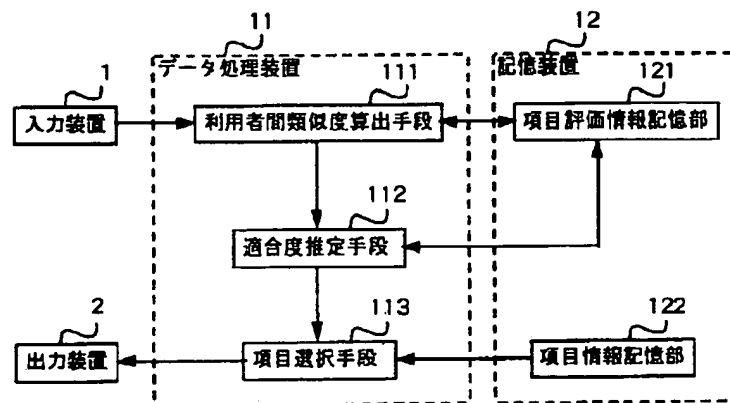 11
12
データ処理装置
記憶装置
1
111
121
入力装置
利用者間類似度算出手段
項目評価情報記憶部
112
適合度推定手段
2
113
122
出力装置
項目選択手段
項目情報記憶部